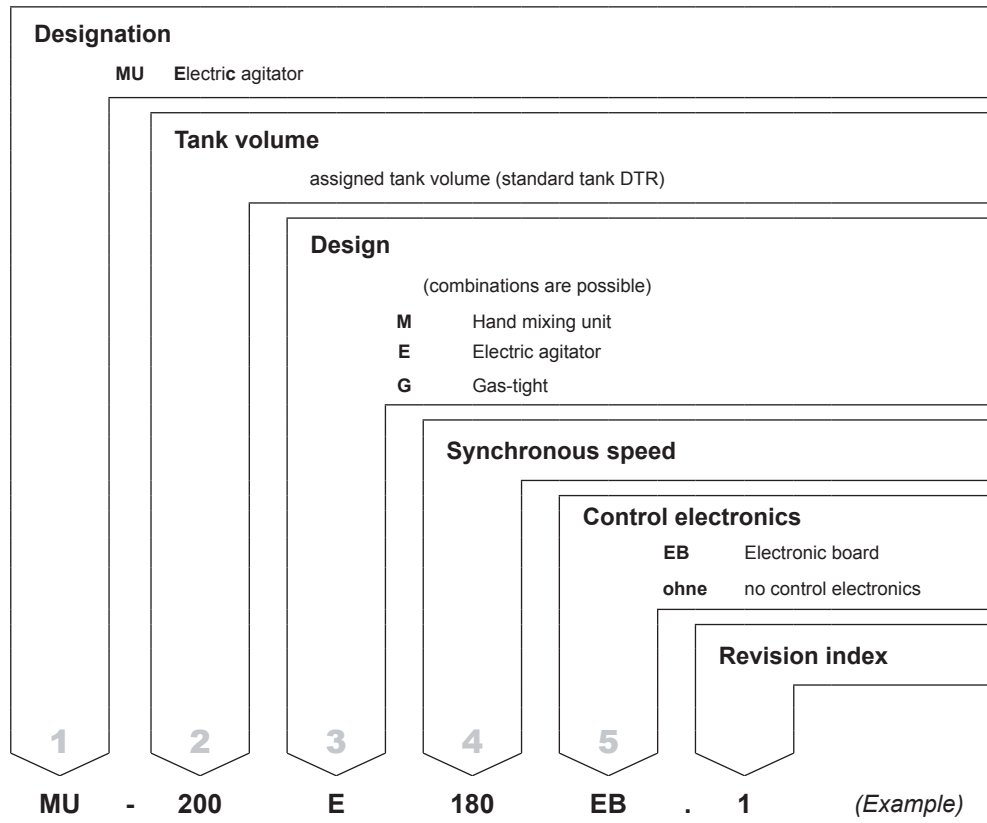 Designation
MU Electric agitator
Tank volume
assigned tank volume (standard tank DTR)
Design
(combinations are possible)
M Hand mixing unit
E Electric agitator
G Gas-tight
Synchronous speed
Control electronics
EB Electronic board
ohne no control electronics
Revision index
1 2 3 4 5
MU - 200 E 180 EB . 1 (Example)